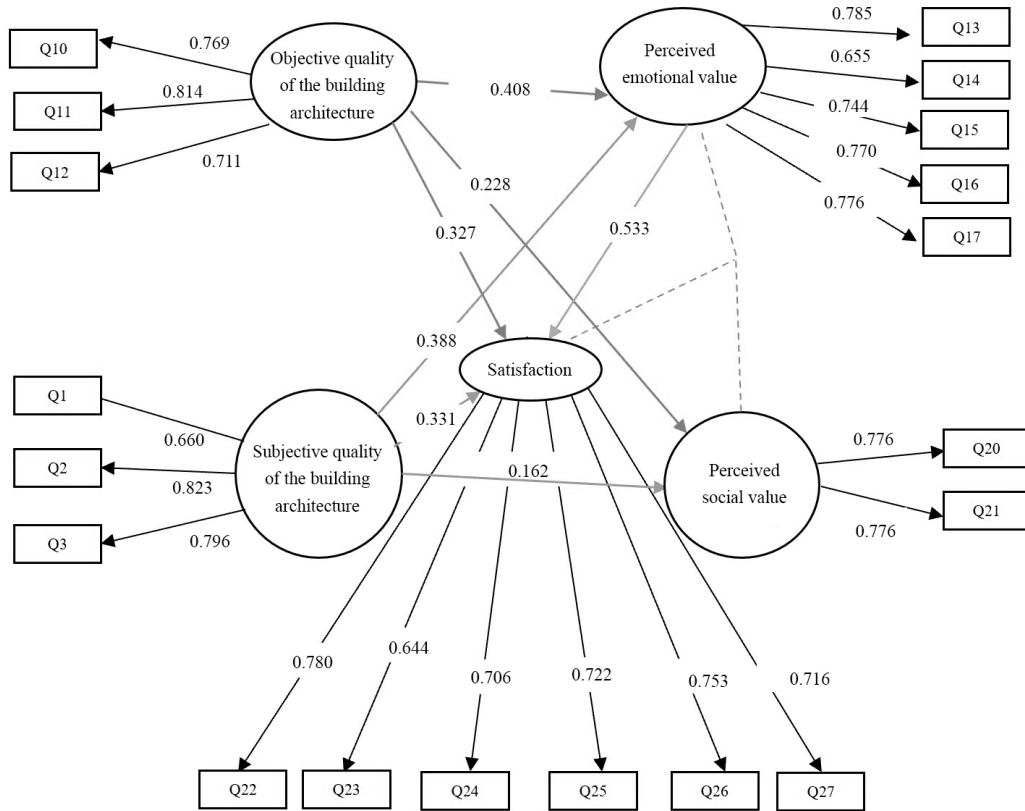 Q10
Q11
Q12
0.769
0.814
0.711
Objective quality
of the building
architecture
0.408
0.228
0.327
Perceived
emotional value
0.785
0.655
0.744
0.770
0.776
Q13
Q14
Q15
Q16
Q17
0.533
0.388
Satisfaction
0.331
Q1
Q2
Q3
0.660
0.823
0.796
Subjective quality
of the building
architecture
0.162
Perceived
social value
0.776
0.776
Q20
Q21
0.780
0.644
0.706
0.722
0.753
0.716
Q22
Q23
Q24
Q25
Q26
Q27